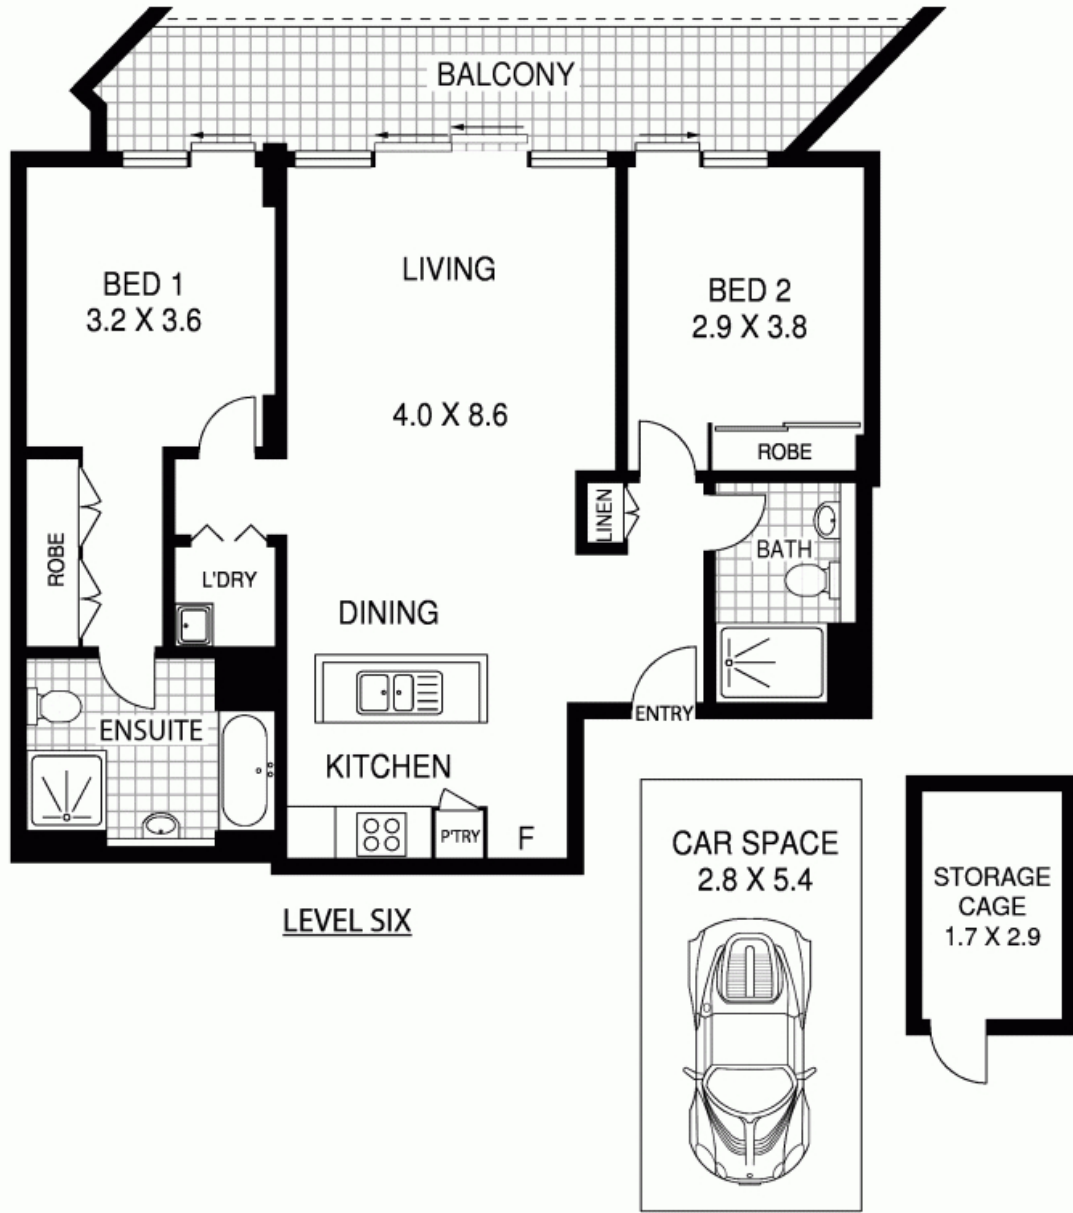 BALCONY
BED 1
3.2 X 3.6
LIVING
4.0 X 8.6
BED 2
2.9 X 3.8
ROBE
LINEN
BATH
ROBE
L'DRY
DINING
ENSUITE
ENTRY
KITCHEN
P'TRY
F
LEVEL SIX
CAR SPACE
2.8 X 5.4
STORAGE
CAGE
1.7 X 2.9